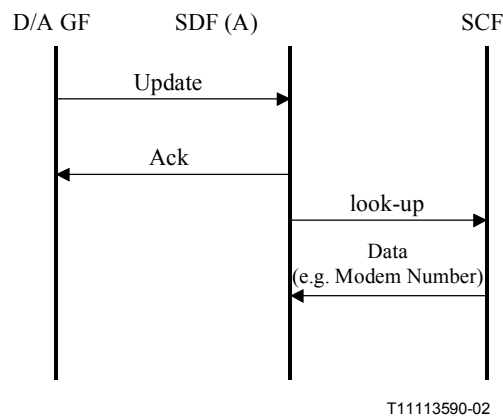 D/A GF SDF (A) SCF
Update
Ack
look-up
Data
(e.g. Modem Number)
T11113590-02